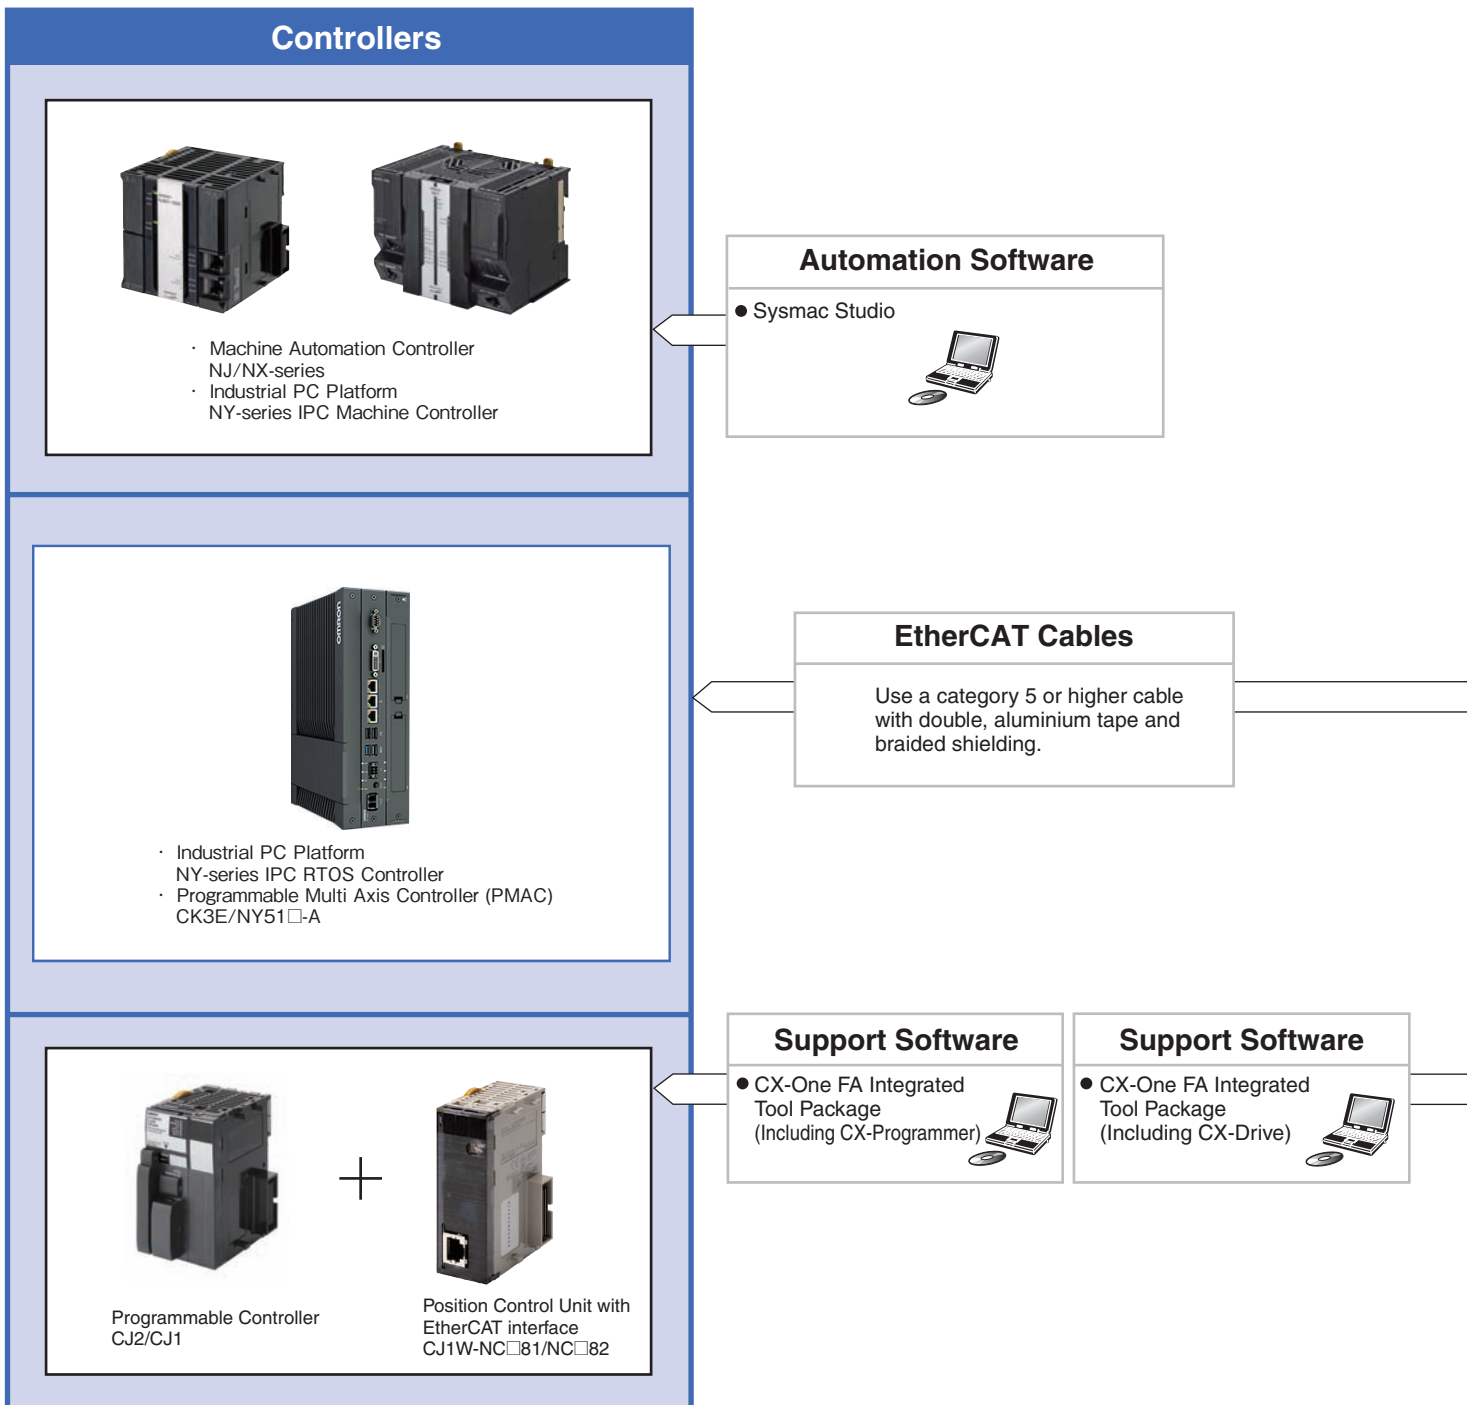 Controllers
· Machine Automation Controller
NJ/NX-series
· Industrial PC Platform
NY-series IPC Machine Controller
Automation Software
● Sysmac Studio
OMRON
· Industrial PC Platform
NY-series IPC RTOS Controller
· Programmable Multi Axis Controller (PMAC)
CK3E/NY51□-A
EtherCAT Cables
Use a category 5 or higher cable
with double, aluminium tape and
braided shielding.
Support Software
● CX-One FA Integrated
Tool Package
(Including CX-Programmer)
Support Software
● CX-One FA Integrated
Tool Package
(Including CX-Drive)
+
Programmable Controller
CJ2/CJ1
Position Control Unit with
EtherCAT interface
CJ1W-NC□81/NC□82